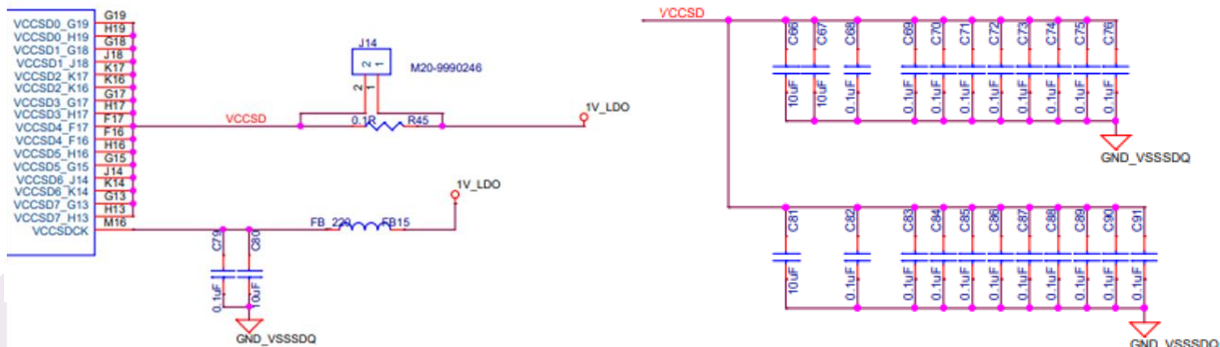 VCCSD0_G19 G19
VCCSD0_H19 H19
VCCSD1_G18 G18
VCCSD1_J18 J18
VCCSD2_K17 K17
VCCSD2_K16 K16
VCCSD3_G17 G17
VCCSD3_H17 H17
VCCSD4_F17 F17
VCCSD4_F16 F16
VCCSD5_H16 H16
VCCSD5_G15 G15
VCCSD6_J14 J14
VCCSD6_K14 K14
VCCSD7_G13 G13
VCCSD7_H13 H13
VCCSDCK M16
J14
2 1
M20-9990246
2 1
VCCSD
0.1R
R45
1V_LDO
1V_LDO
FB_220
FB15
C79
C80
0.1uF
10uF
GND_VSSSDQ
VCCSD
C66
C67
C68
C69
C70
C71
C72
C73
C74
C75
C76
10uF
10uF
0.1uF
0.1uF
0.1uF
0.1uF
0.1uF
0.1uF
0.1uF
0.1uF
0.1uF
GND_VSSSDQ
C81
C82
C83
C84
C85
C86
C87
C88
C89
C90
C91
10uF
0.1uF
0.1uF
0.1uF
0.1uF
0.1uF
0.1uF
0.1uF
0.1uF
0.1uF
0.1uF
GND_VSSSDQ